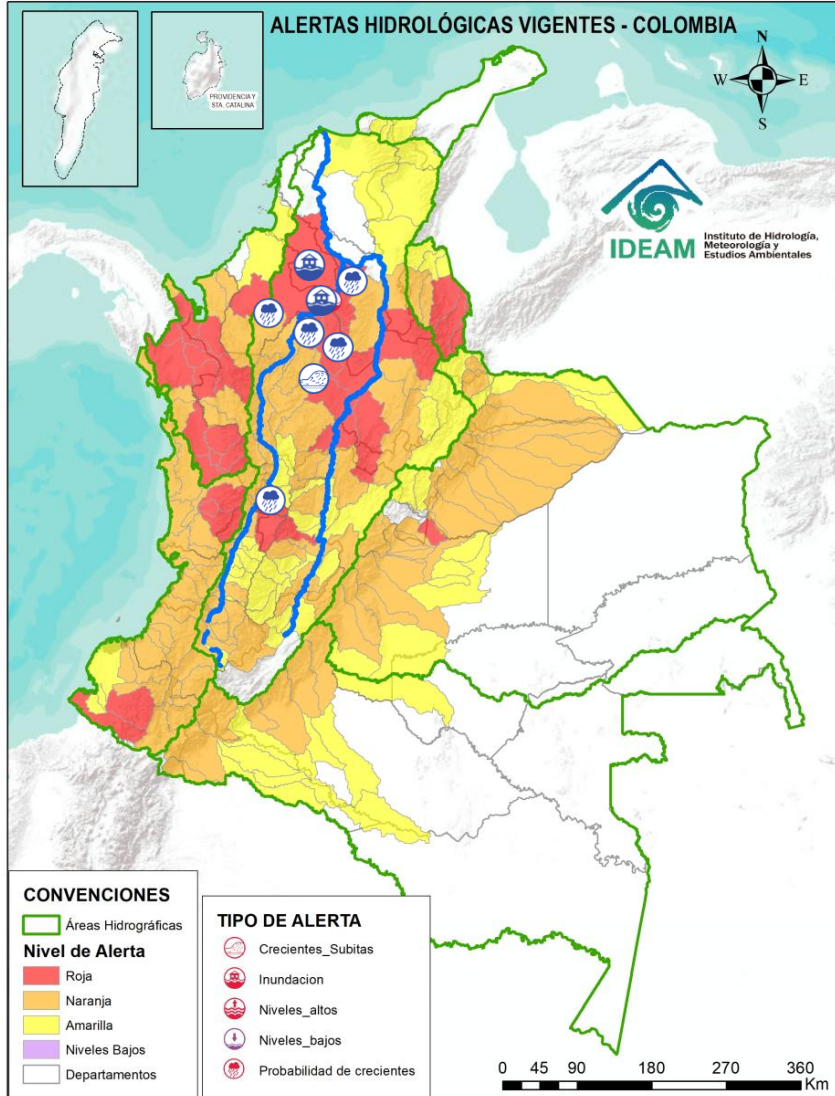 ALERTAS HIDROLÓGICAS VIGENTES - COLOMBIA
PROVIDENCIA Y
STA. CATALINA
N
W
E
S
IDEAM
Instituto de Hidrología,
Meteorología y
Estudios Ambientales
CONVENCIONES
Áreas Hidrográficas
Nivel de Alerta
Roja
Naranja
Amarilla
Niveles Bajos
Departamentos
TIPO DE ALERTA
Crecientes_Subitas
Inundacion
Niveles_altos
Niveles_bajos
Probabilidad de crecientes
0 45 90 180 270 360
Km